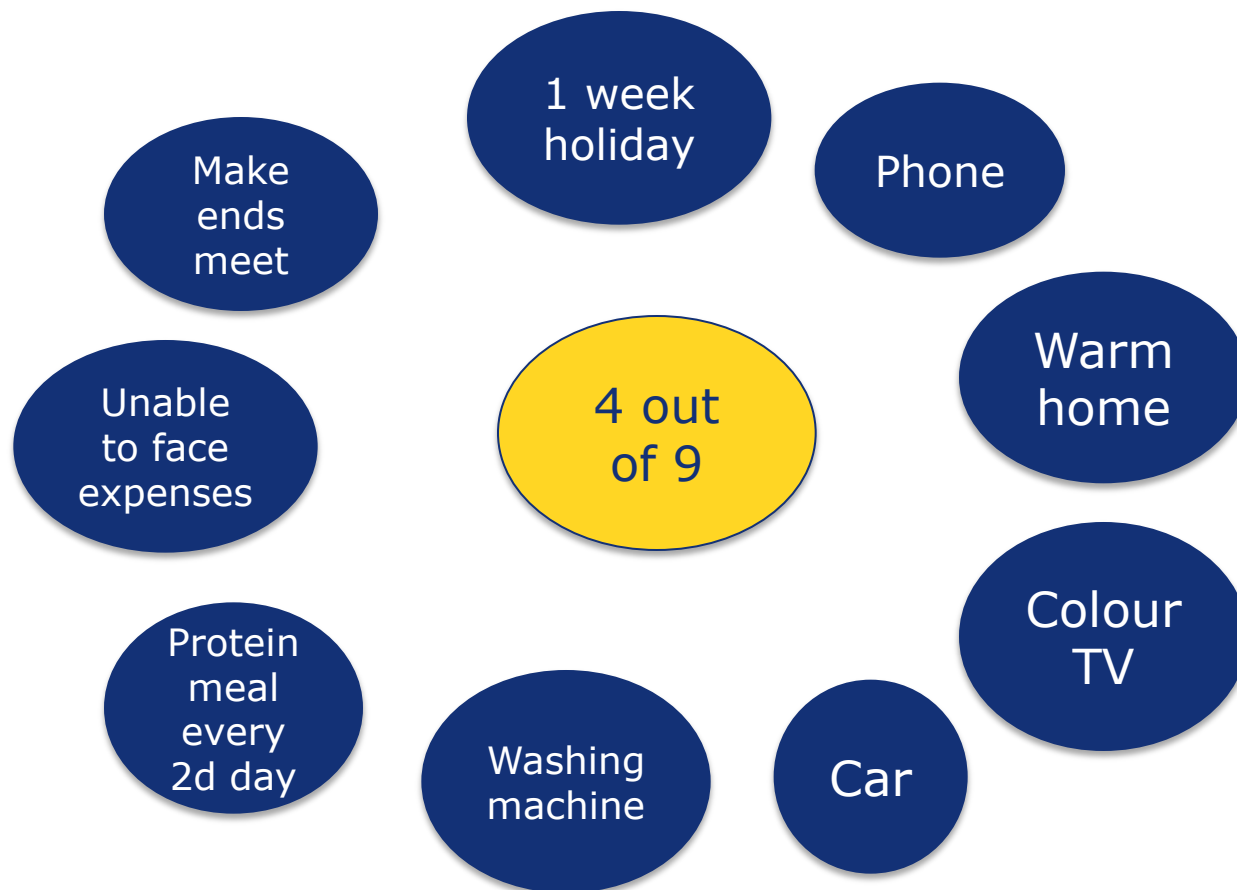 1 week
holiday
Phone
Make
ends
meet
Warm
home
4 out
of 9
Unable
to face
expenses
Colour
TV
Protein
meal
every
2d day
Washing
machine
Car